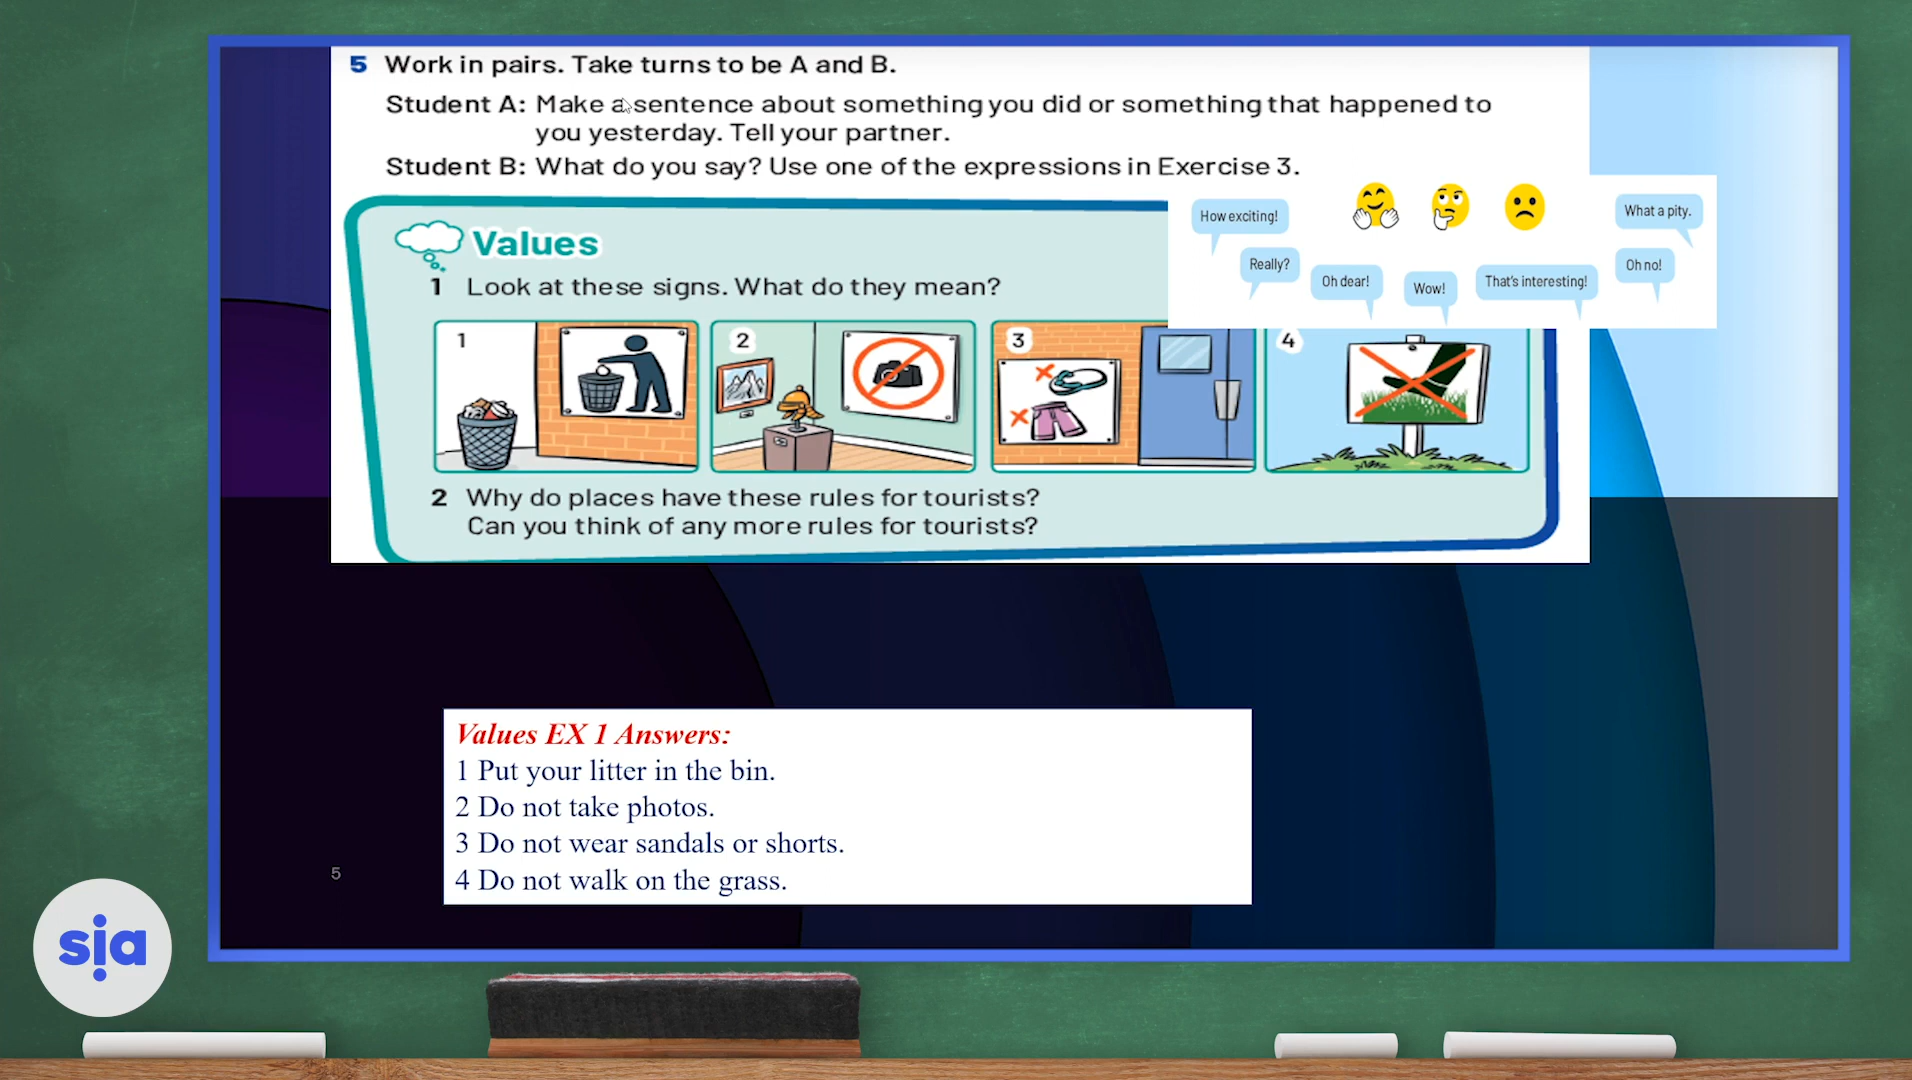 5 Work in pairs. Take turns to be A and B.
Student A: Make a sentence about something you did or something that happened to
you yesterday. Tell your partner.
Student B: What do you say? Use one of the expressions in Exercise 3.
How exciting!
What a pity.
Really?
Oh dear!
Wow!
That's interesting!
Oh no!
Values
1 Look at these signs. What do they mean?
1
2
3
4
2 Why do places have these rules for tourists?
Can you think of any more rules for tourists?
Values EX 1 Answers:
1 Put your litter in the bin.
2 Do not take photos.
3 Do not wear sandals or shorts.
4 Do not walk on the grass.
5
sia